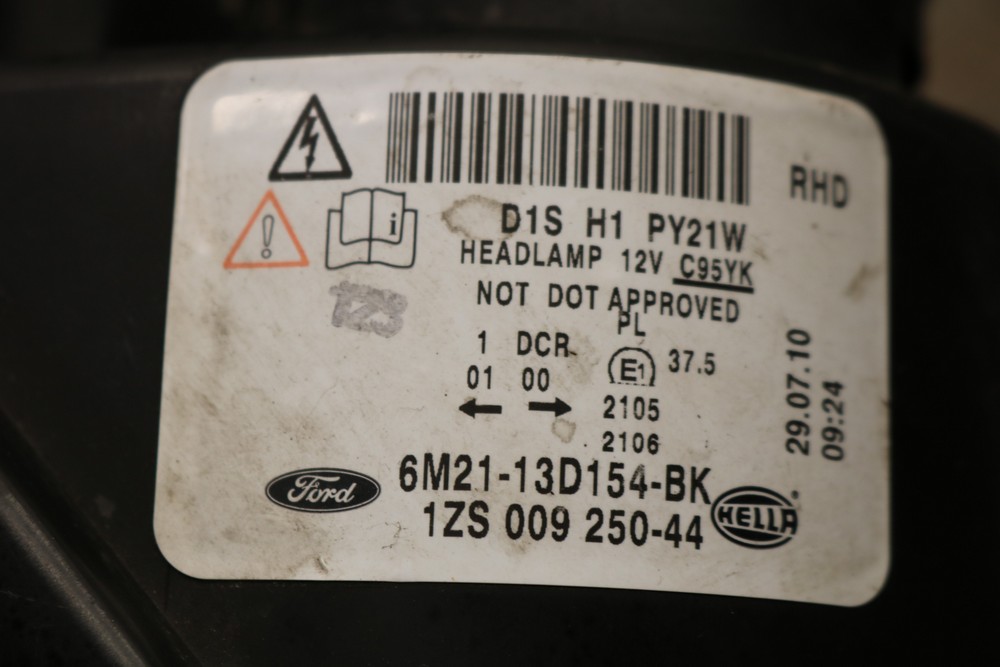 RHD
D1S H1 PY21W
HEADLAMP 12V C95YK
NOT DOT APPROVED
PL
1 DCR
E1 37.5
01 00
2105
2106
29.07.10
09:24
i
123
Ford
6M21-13D154-BK
1ZS 009 250-44
HELLA